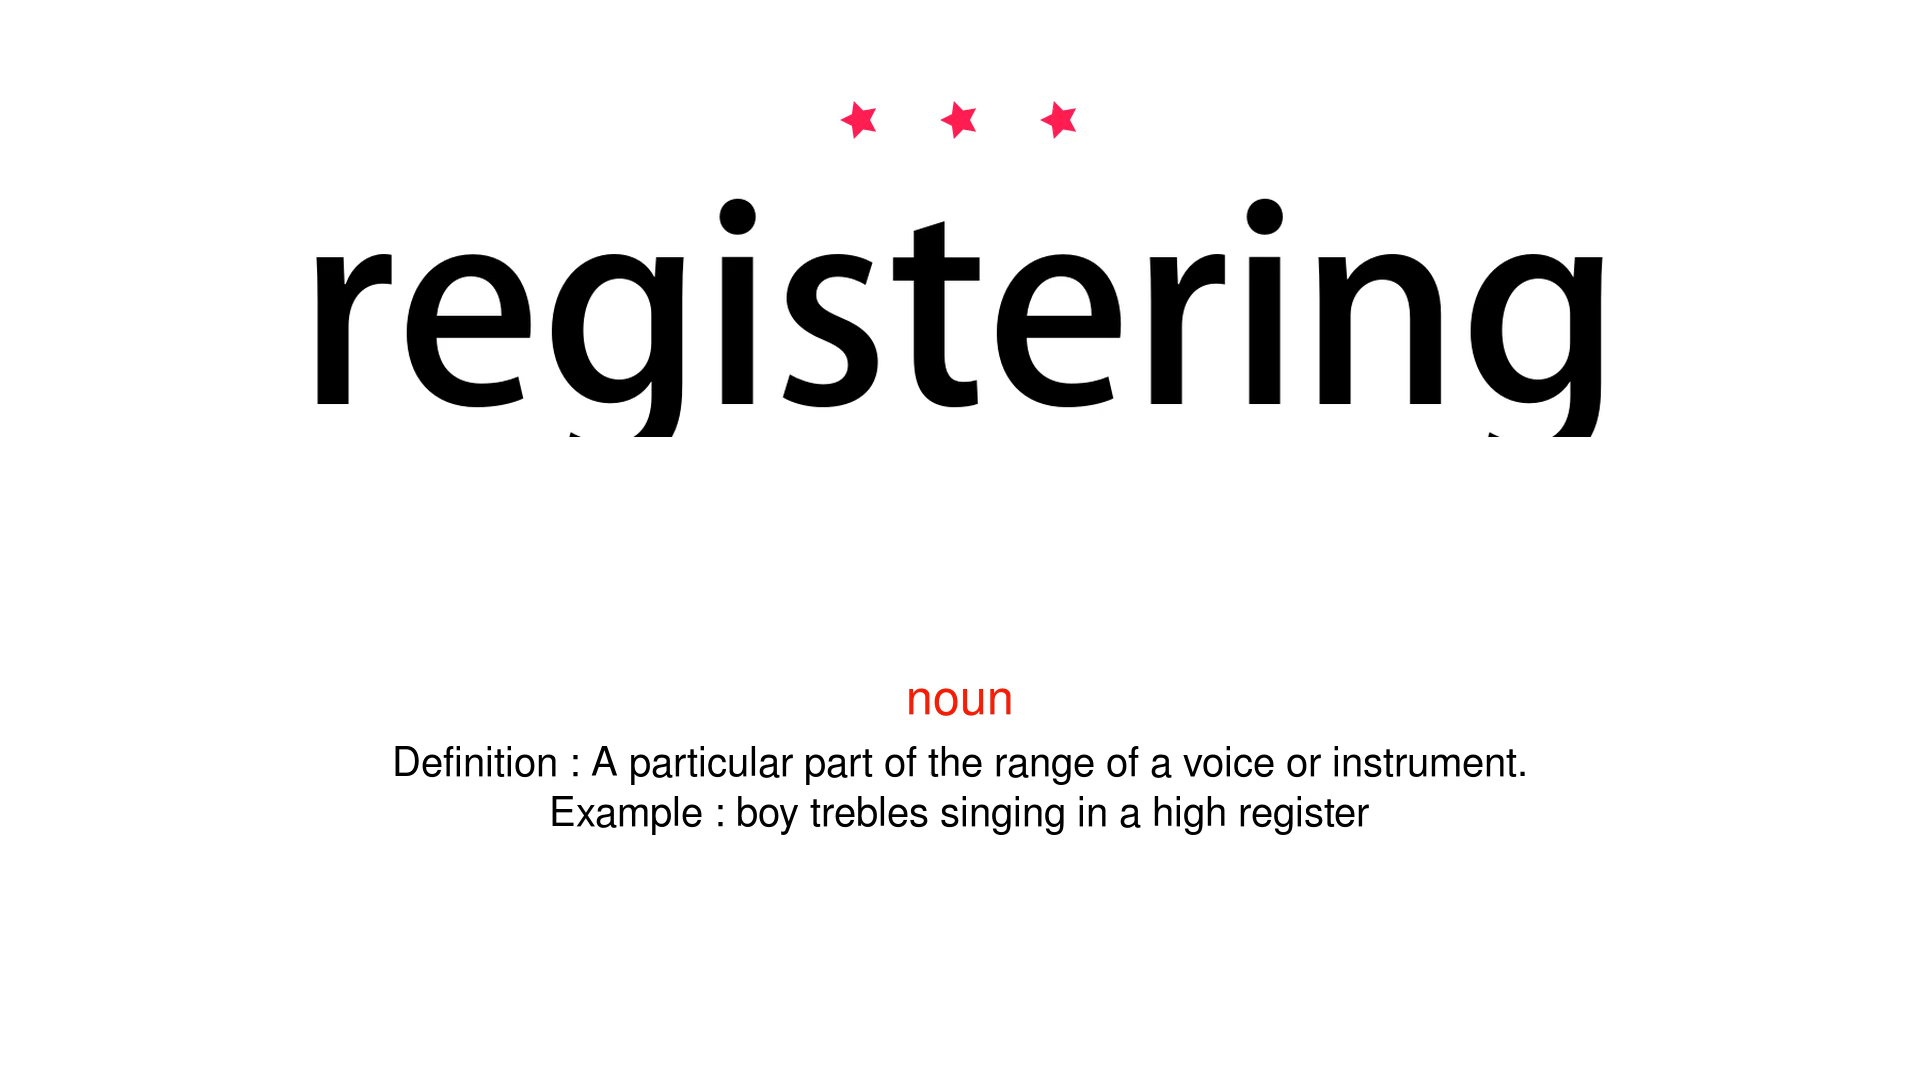 registering
noun
Definition : A particular part of the range of a voice or instrument.
Example : boy trebles singing in a high register